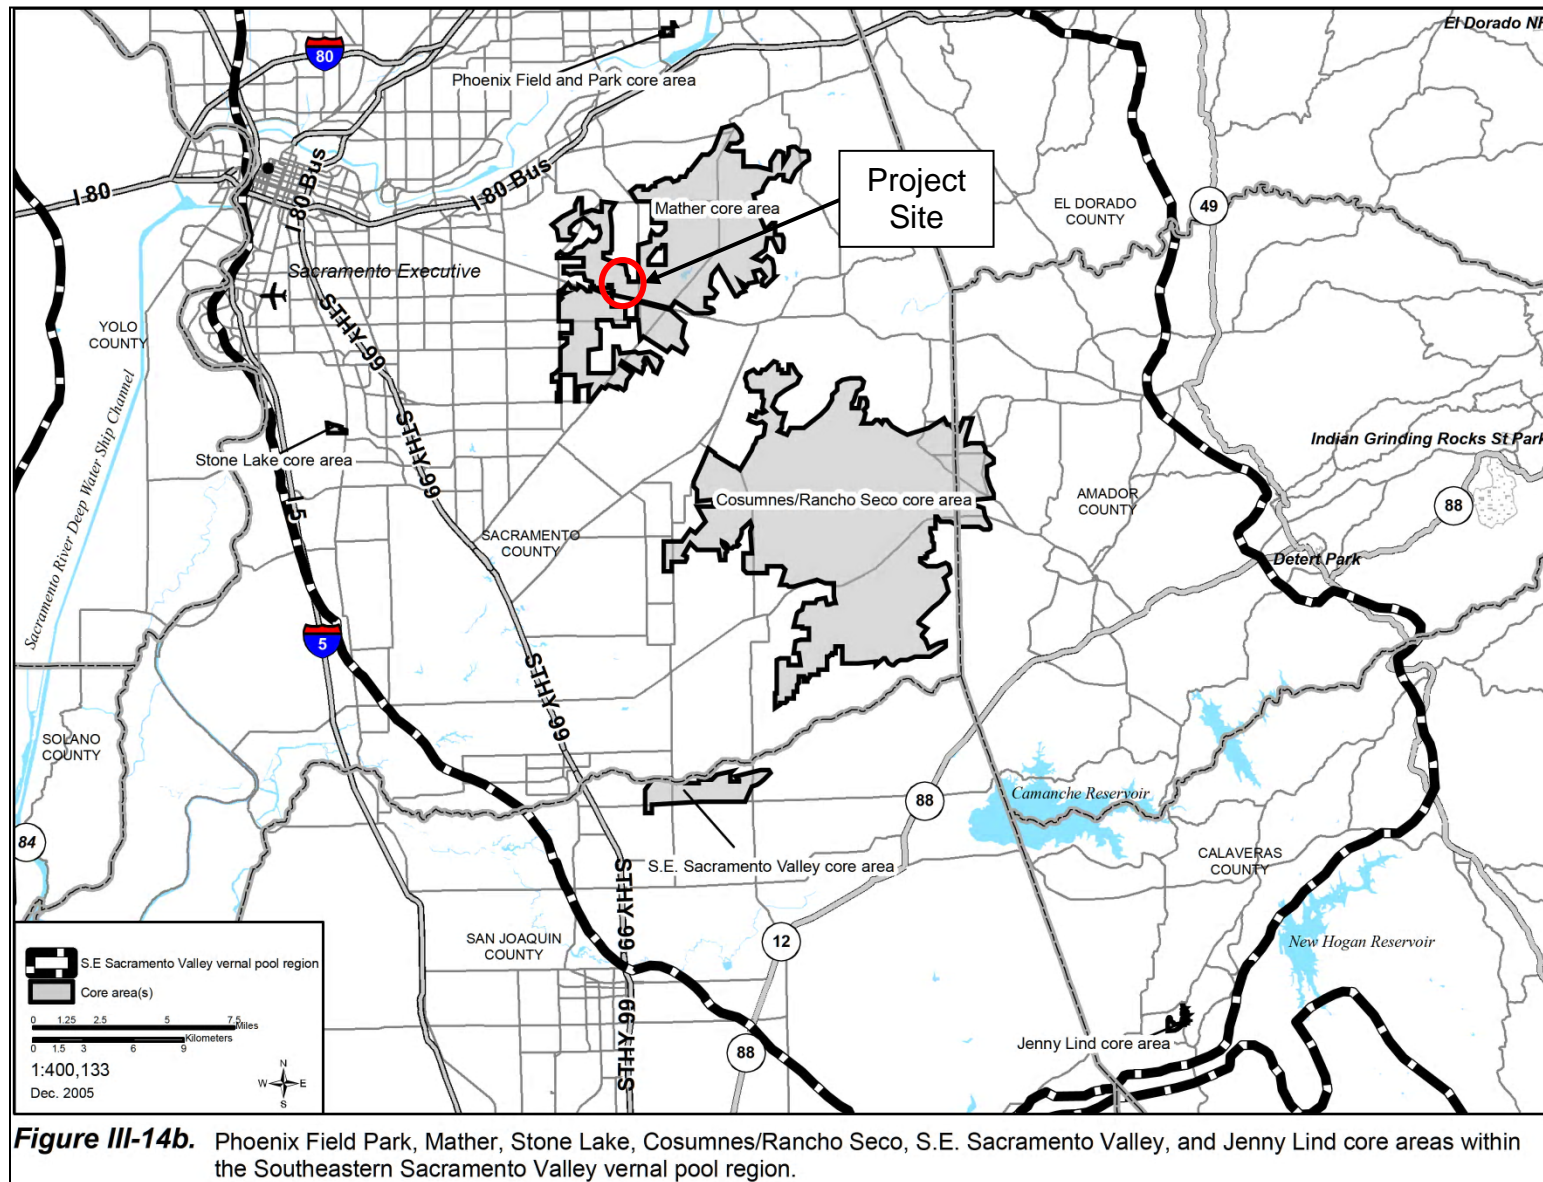 El Dorado NF
80
Phoenix Field and Park core area
I 80 Bus
I 80 Bus
I 80
Mather core area
Project
Site
EL DORADO
COUNTY
49
Sacramento Executive
STHY 99
YOLO
COUNTY
Sacramento River Deep Water Ship Channel
STHY 99
Stone Lake core area
I-5
Indian Grinding Rocks St Park
Cosumnes/Rancho Seco core area
AMADOR
COUNTY
88
SACRAMENTO
COUNTY
Detert Park
5
STHY 99
SOLANO
COUNTY
Camanche Reservoir
88
84
S.E. Sacramento Valley core area
CALAVERAS
COUNTY
STHY 99
SAN JOAQUIN
COUNTY
12
New Hogan Reservoir
STHY 99
88
Jenny Lind core area
S.E Sacramento Valley vernal pool region
Core area(s)
0 1.25 2.5 5 7.5
Miles
Kilometers
0 1.5 3 6 9
1:400,133
Dec. 2005
N
W E
S
Figure III-14b. Phoenix Field Park, Mather, Stone Lake, Cosumnes/Rancho Seco, S.E. Sacramento Valley, and Jenny Lind core areas within
the Southeastern Sacramento Valley vernal pool region.